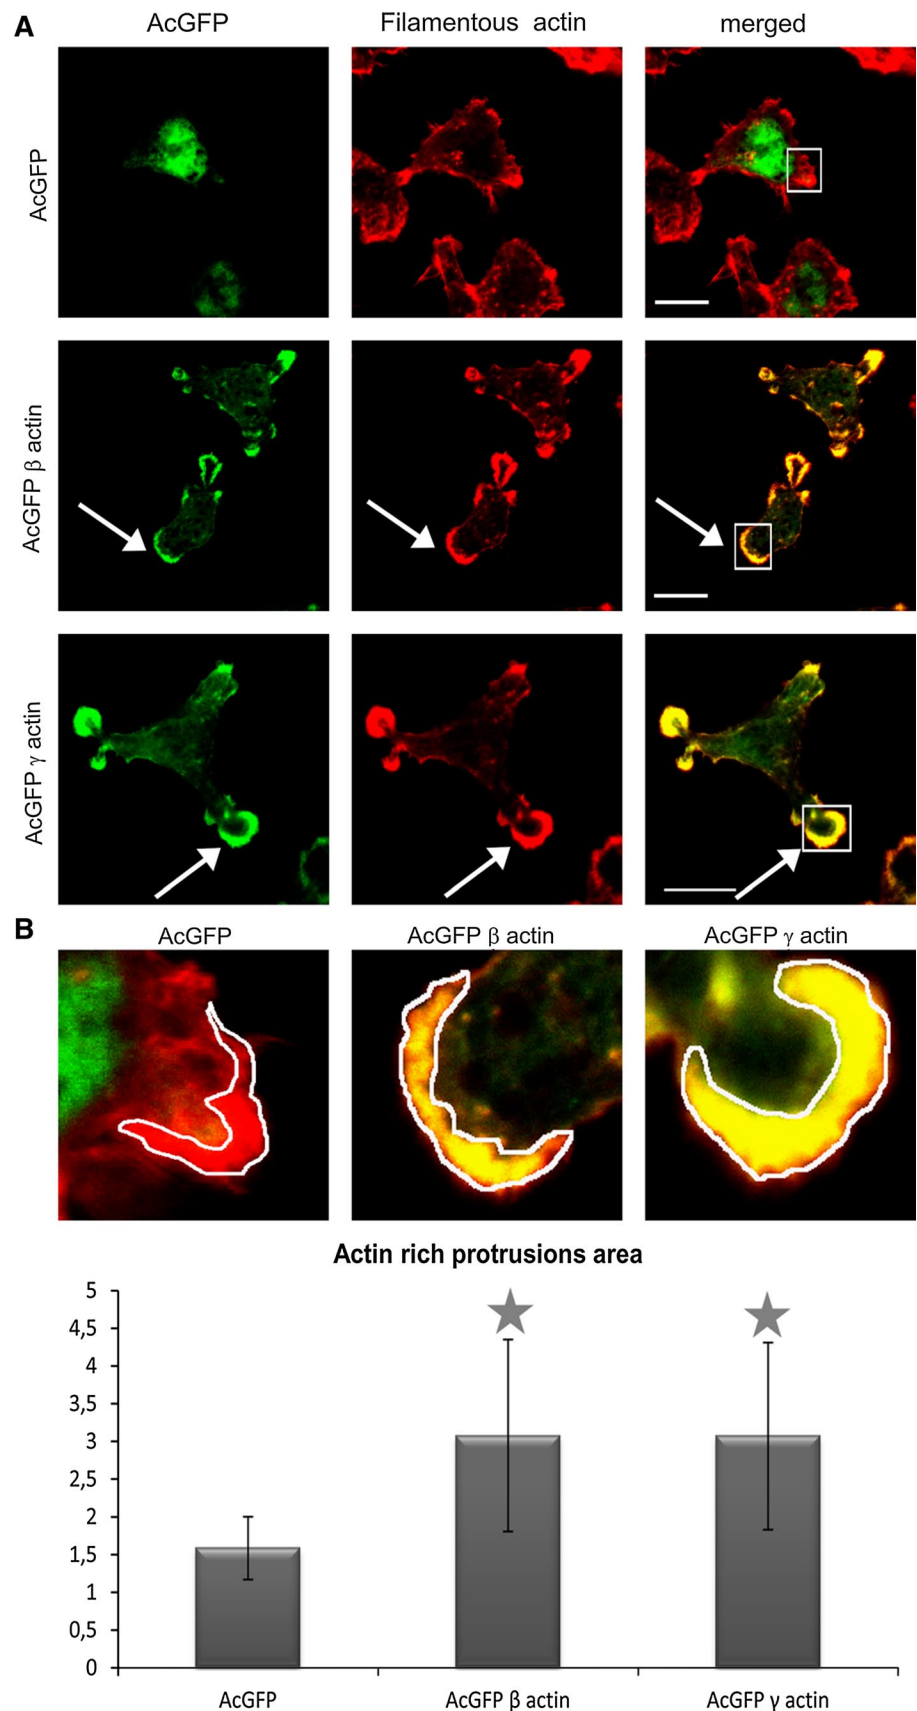 A
AcGFP
Filamentous actin
merged
AcGFP
AcGFP β actin
AcGFP γ actin
B
AcGFP
AcGFP β actin
AcGFP γ actin
Actin rich protrusions area
5
4,5
4
3,5
3
2,5
2
1,5
1
0,5
0
AcGFP
AcGFP β actin
AcGFP γ actin